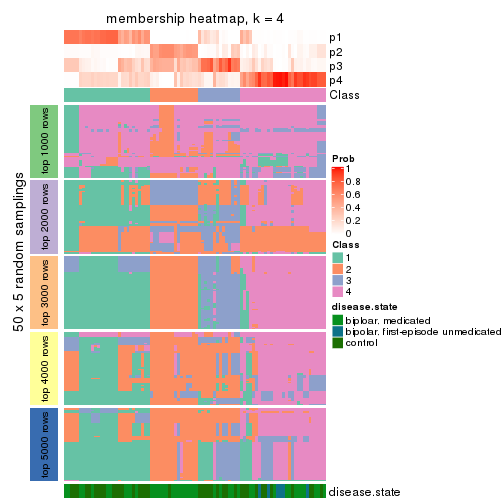 membership heatmap, k = 4
p1
p2
p3
p4
Class
50 x 5 random samplings
top 1000 rows
top 2000 rows
top 3000 rows
top 4000 rows
top 5000 rows
Prob
1
0.8
0.6
0.4
0.2
0
Class
1
2
3
4
disease.state
biploar. medicated
bipolar. first-episode unmedicated
control
disease.state